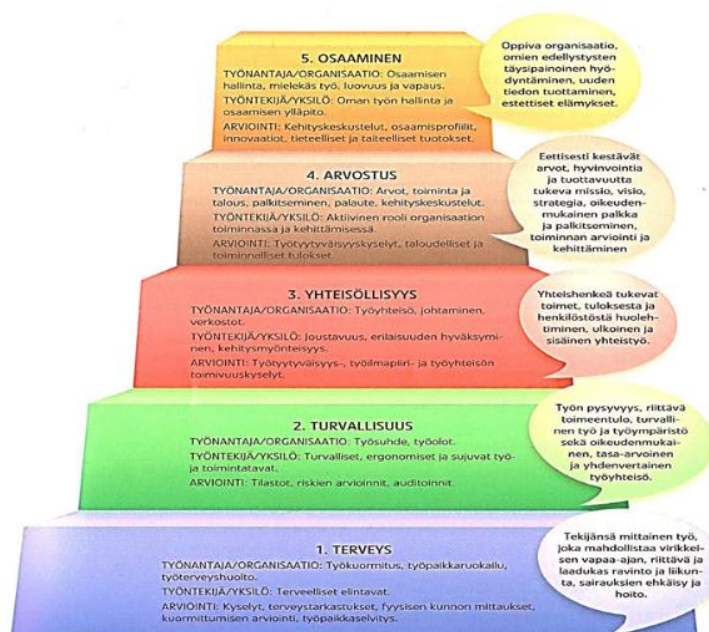 5. OSAAMINEN
TYÖNANTAJA/ORGANISAATIO: Osaamisen
hallinta, mielekäs työ, luovuus ja vapaus.
TYÖNTEKIJÄ/YKSILÖ: Oman työn hallinta ja
osaamisen ylläpito.
ARVIOINTI: Kehityskeskustelut, osaamisprofiilit,
innovaatiot, tieteelliset ja taiteelliset tuotokset.
Oppiva organisaatio,
omien edellystysten
täysipainoinen hyö-
dyntäminen, uuden
tiedon tuottaminen,
estettiset elämykset.
4. ARVOSTUS
TYÖNANTAJA/ORGANISAATIO: Arvot, toiminta ja
talous, palkitseminen, palaute, kehityskeskustelut.
TYÖNTEKIJÄ/YKSILÖ: Aktiivinen rooli organisaation
toiminnassa ja kehittämisessä.
ARVIOINTI: Työtyytyväisyyskyselyt, taloudelliset ja
toiminnalliset tulokset.
Eettisesti kestävät
arvot, hyvinvointia
ja tuottavuutta
tukeva missio, visio,
strategia, oikeuden-
mukainen palkka
ja palkitseminen,
toiminnan arviointi ja
kehittäminen
3. YHTEISÖLLISYYS
TYÖNANTAJA/ORGANISAATIO: Työyhteisö, johtaminen,
verkostot.
TYÖNTEKIJÄ/YKSILÖ: Joustavuus, erilaisuuden hyväksymi-
nen, kehitysmyönteisyys.
ARVIOINTI: Työtyytyväisyys-, työilmapiiri- ja työyhteisön
toimivuuskyselyt.
Yhteishenkeä tukevat
toimet, tuloksesta ja
henkilöstöstä huoleh-
timinen, ulkoinen ja
sisäinen yhteistyö.
2. TURVALLISUUS
TYÖNANTAJA/ORGANISAATIO: Työsuhde, työolot.
TYÖNTEKIJÄ/YKSILÖ: Turvalliset, ergonomiset ja sujuvat työ-
ja toimintatavat.
ARVIOINTI: Tilastot, riskien arvioinnit, auditoinnit.
Työn pysyvyys, riittävä
toimeentulo, turvalli-
nen työ ja työympäristö
sekä oikeudenmukai-
nen, tasa-arvoinen
ja yhdenvertainen
työyhteisö.
1. TERVEYS
TYÖNANTAJA/ORGANISAATIO: Työkuormitus, työpaikkaruokailu,
työterveyshuolto.
TYÖNTEKIJÄ/YKSILÖ: Terveelliset elintavat.
ARVIOINTI: Kyselyt, terveystarkastukset, fyysisen kunnon mittaukset,
kuormittumisen arviointi, työpaikkaselvitys.
Tekijänsä mittainen työ,
joka mahdollistaa virikkei-
sen vapaa-ajan, riittävä ja
laadukas ravinto ja liikun-
ta, sairauksien ehkäisy ja
hoito.